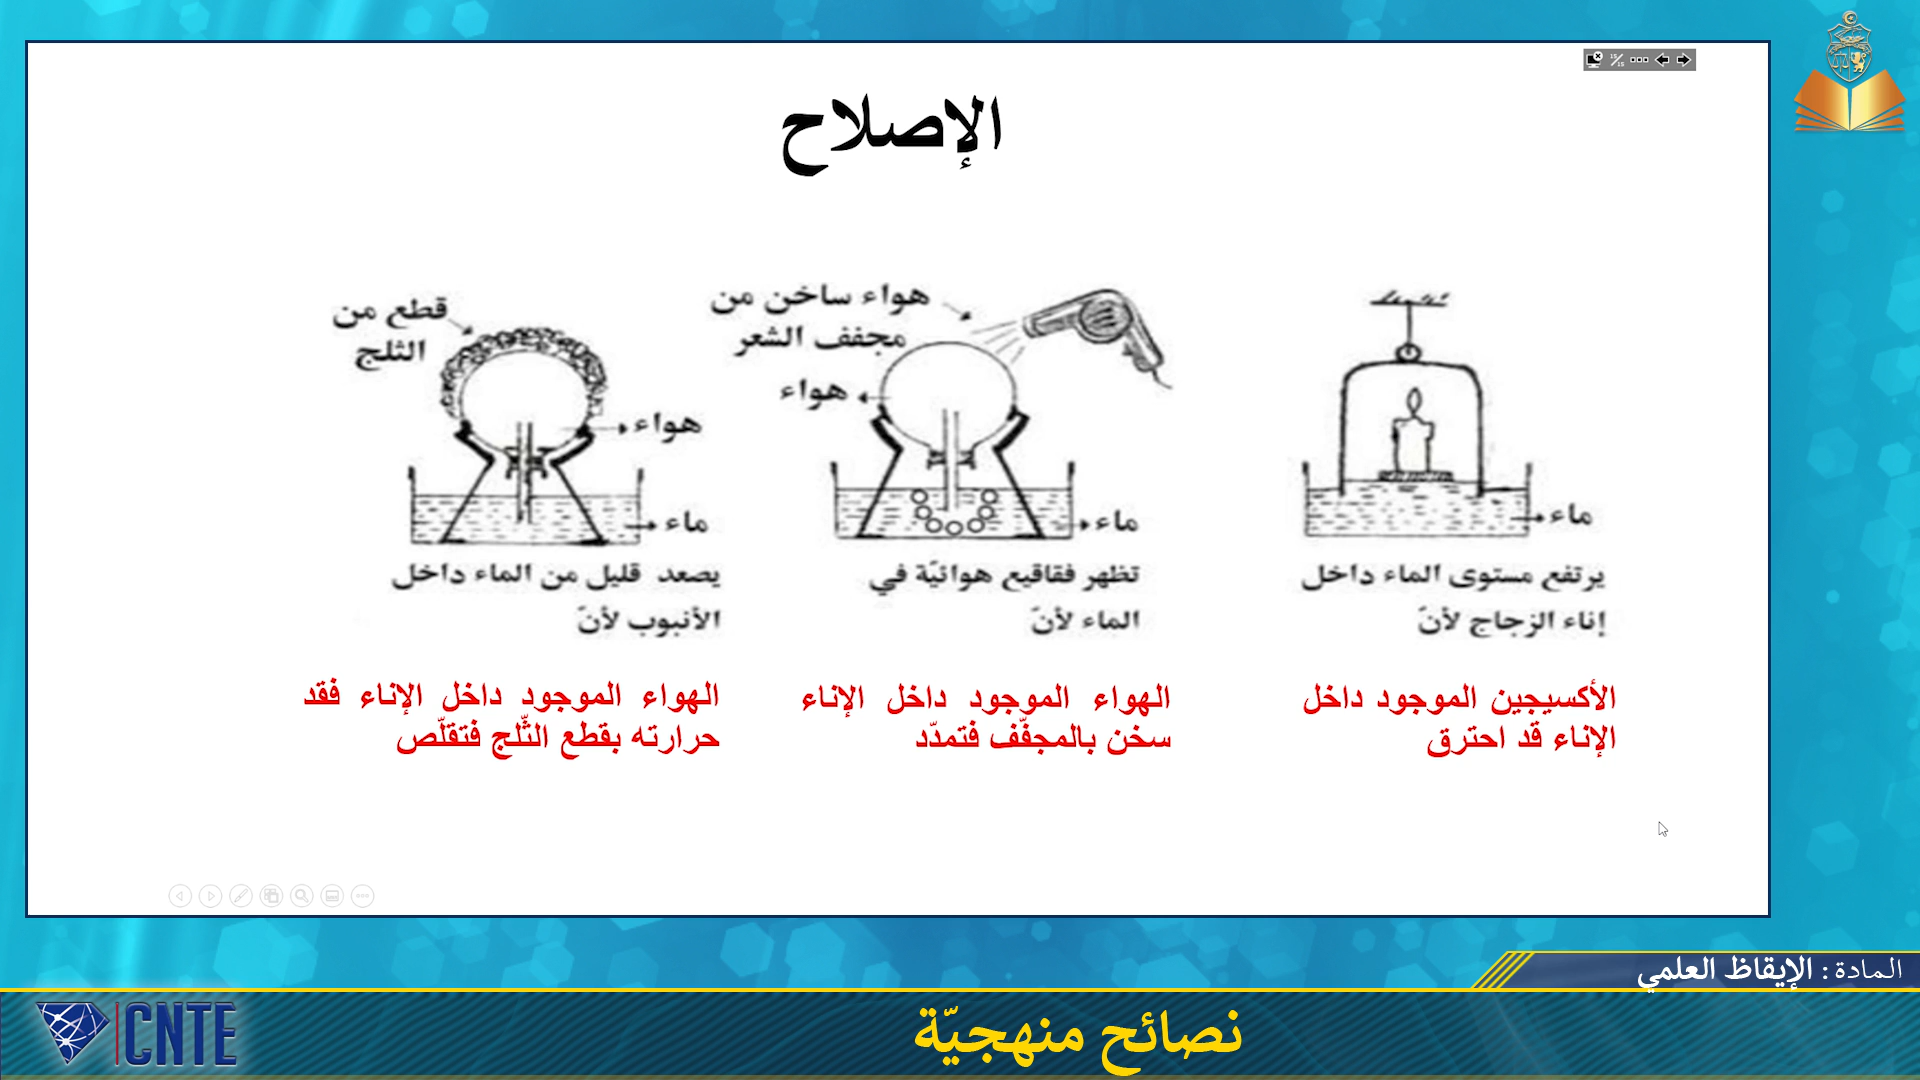 الإصلاح
هواء ساخن من
مجفف الشعر
هواء
ماء
قطع من
الثلج
هواء
ماء
ماء
يرتفع مستوى الماء داخل
إناء الزجاج لأنّ
الأكسيجين الموجود داخل
الإناء قد احترق
تظهر فقاقيع هوائيّة في
الماء لأنّ
الهواء الموجود داخل الإناء
سخن بالمجفّف فتمدّد
يصعد قليل من الماء داخل
الأنبوب لأنّ
الهواء الموجود داخل الإناء فقد
حرارته بقطع الثّلج فتقلّص
المادة : الإيقاظ العلمي
نصائح منهجيّة
CNTE